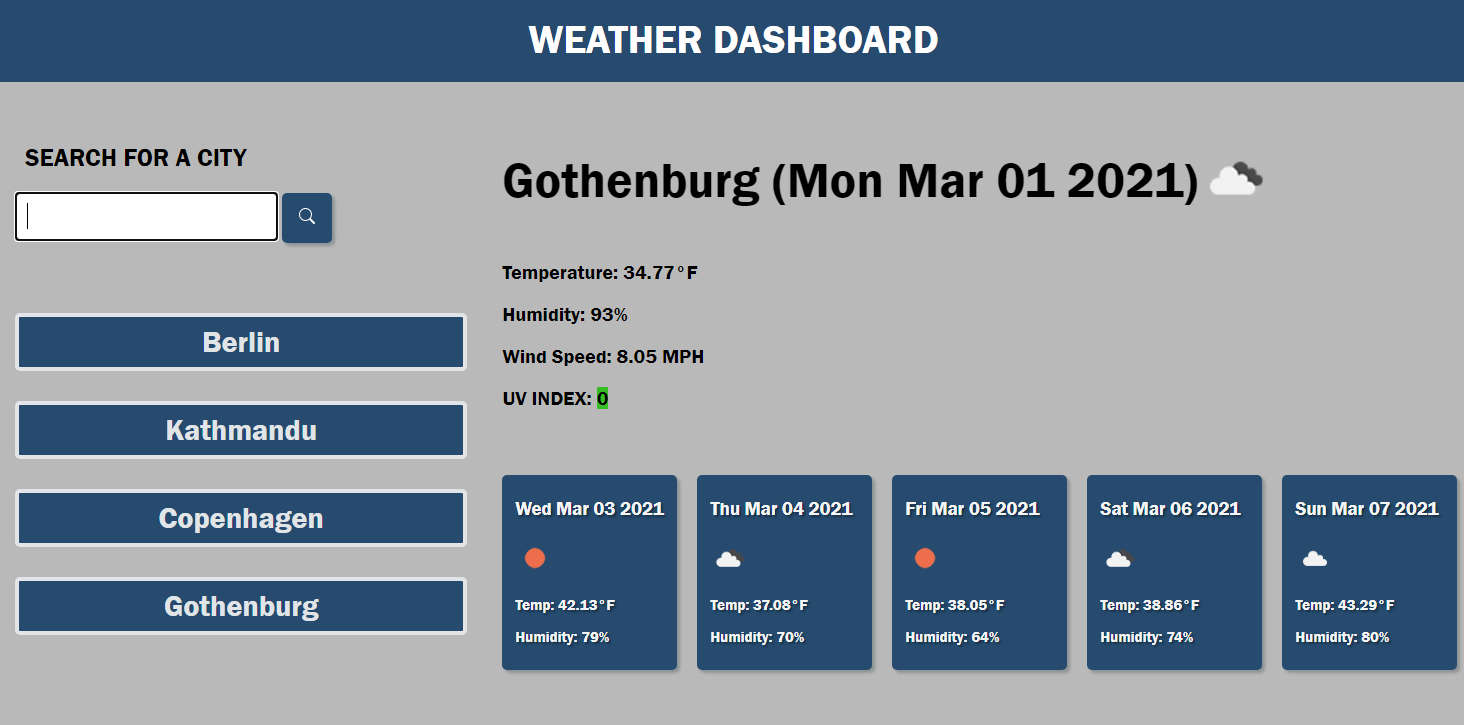 WEATHER DASHBOARD
SEARCH FOR A CITY
Berlin
Kathmandu
Copenhagen
Gothenburg
Gothenburg (Mon Mar 01 2021)
Temperature: 34.77°F
Humidity: 93%
Wind Speed: 8.05 MPH
UV INDEX: 0
Wed Mar 03 2021
Temp: 42.13°F
Humidity: 79%
Thu Mar 04 2021
Temp: 37.08°F
Humidity: 70%
Fri Mar 05 2021
Temp: 38.05°F
Humidity: 64%
Sat Mar 06 2021
Temp: 38.86°F
Humidity: 74%
Sun Mar 07 2021
Temp: 43.29°F
Humidity: 80%